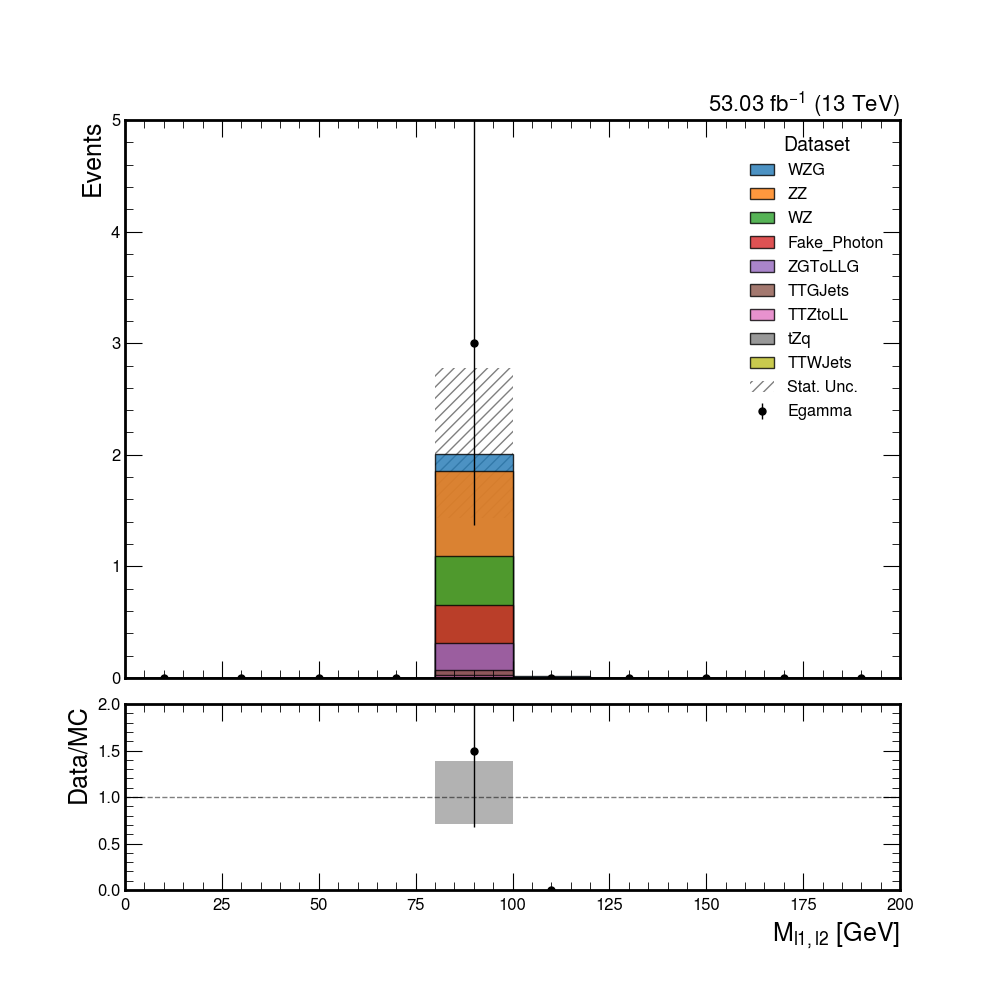 53.03 fb⁻¹ (13 TeV)
Events
5
4
3
2
1
0
Dataset
WZG
ZZ
WZ
Fake_Photon
ZGToLLG
TTGJets
TTZtoLL
tZq
TTWJets
Stat. Unc.
Egamma
Data/MC
2.0
1.5
1.0
0.5
0.0
0 25 50 75 100 125 150 175 200
M_{l1, l2} [GeV]